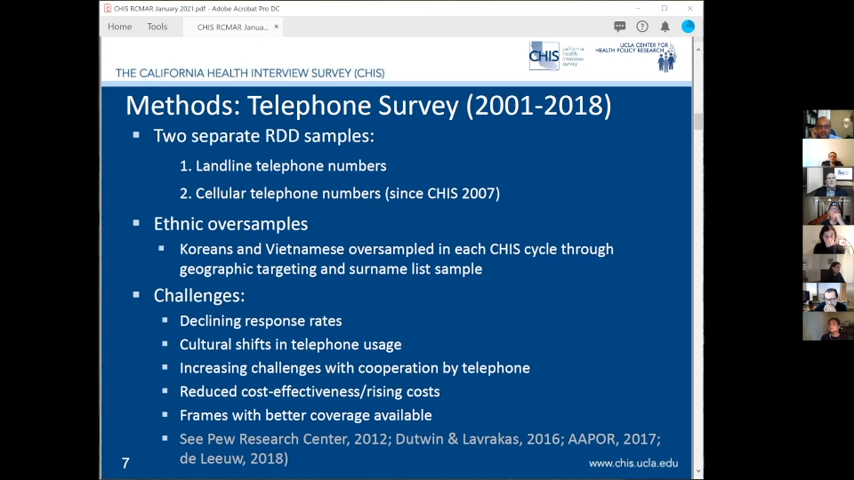 CHIS RCMAR January 2021.pdf - Adobe Acrobat Pro DC
Home
Tools
CHIS RCMAR Janua...
CHIS
california
health
interview
survey
UCLA CENTER FOR
HEALTH POLICY RESEARCH
THE CALIFORNIA HEALTH INTERVIEW SURVEY (CHIS)
Methods: Telephone Survey (2001-2018)
Two separate RDD samples:
1. Landline telephone numbers
2. Cellular telephone numbers (since CHIS 2007)
Ethnic oversamples
Koreans and Vietnamese oversampled in each CHIS cycle through
geographic targeting and surname list sample
Challenges:
Declining response rates
Cultural shifts in telephone usage
Increasing challenges with cooperation by telephone
Reduced cost-effectiveness/rising costs
Frames with better coverage available
See Pew Research Center, 2012; Dutwin & Lavrakas, 2016; AAPOR, 2017;
de Leeuw, 2018)
7
www.chis.ucla.edu